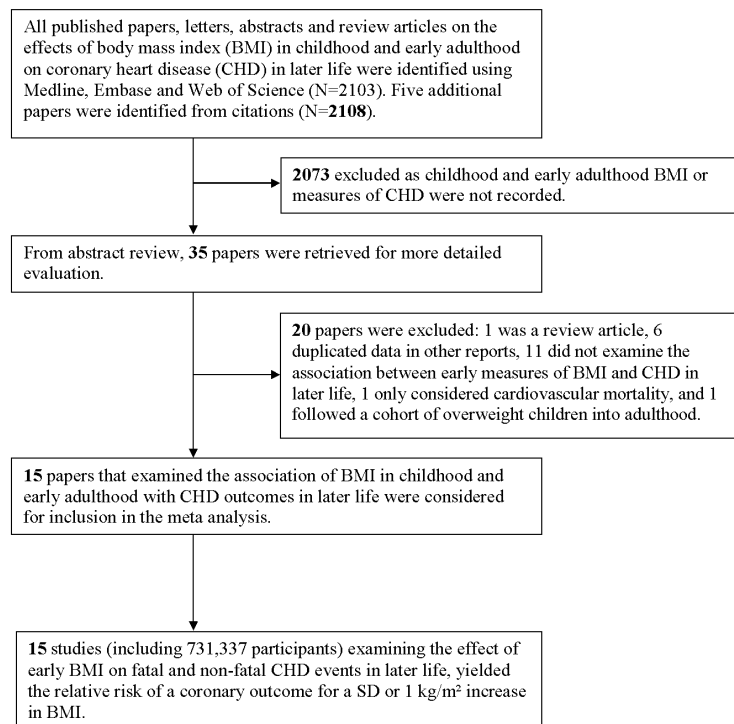 All published papers, letters, abstracts and review articles on the
effects of body mass index (BMI) in childhood and early adulthood
on coronary heart disease (CHD) in later life were identified using
Medline, Embase and Web of Science (N=2103). Five additional
papers were identified from citations (N=2108).
2073 excluded as childhood and early adulthood BMI or
measures of CHD were not recorded.
From abstract review, 35 papers were retrieved for more detailed
evaluation.
20 papers were excluded: 1 was a review article, 6
duplicated data in other reports, 11 did not examine the
association between early measures of BMI and CHD in
later life, 1 only considered cardiovascular mortality, and 1
followed a cohort of overweight children into adulthood.
15 papers that examined the association of BMI in childhood and
early adulthood with CHD outcomes in later life were considered
for inclusion in the meta analysis.
15 studies (including 731,337 participants) examining the effect of
early BMI on fatal and non-fatal CHD events in later life, yielded
the relative risk of a coronary outcome for a SD or 1 kg/m² increase
in BMI.